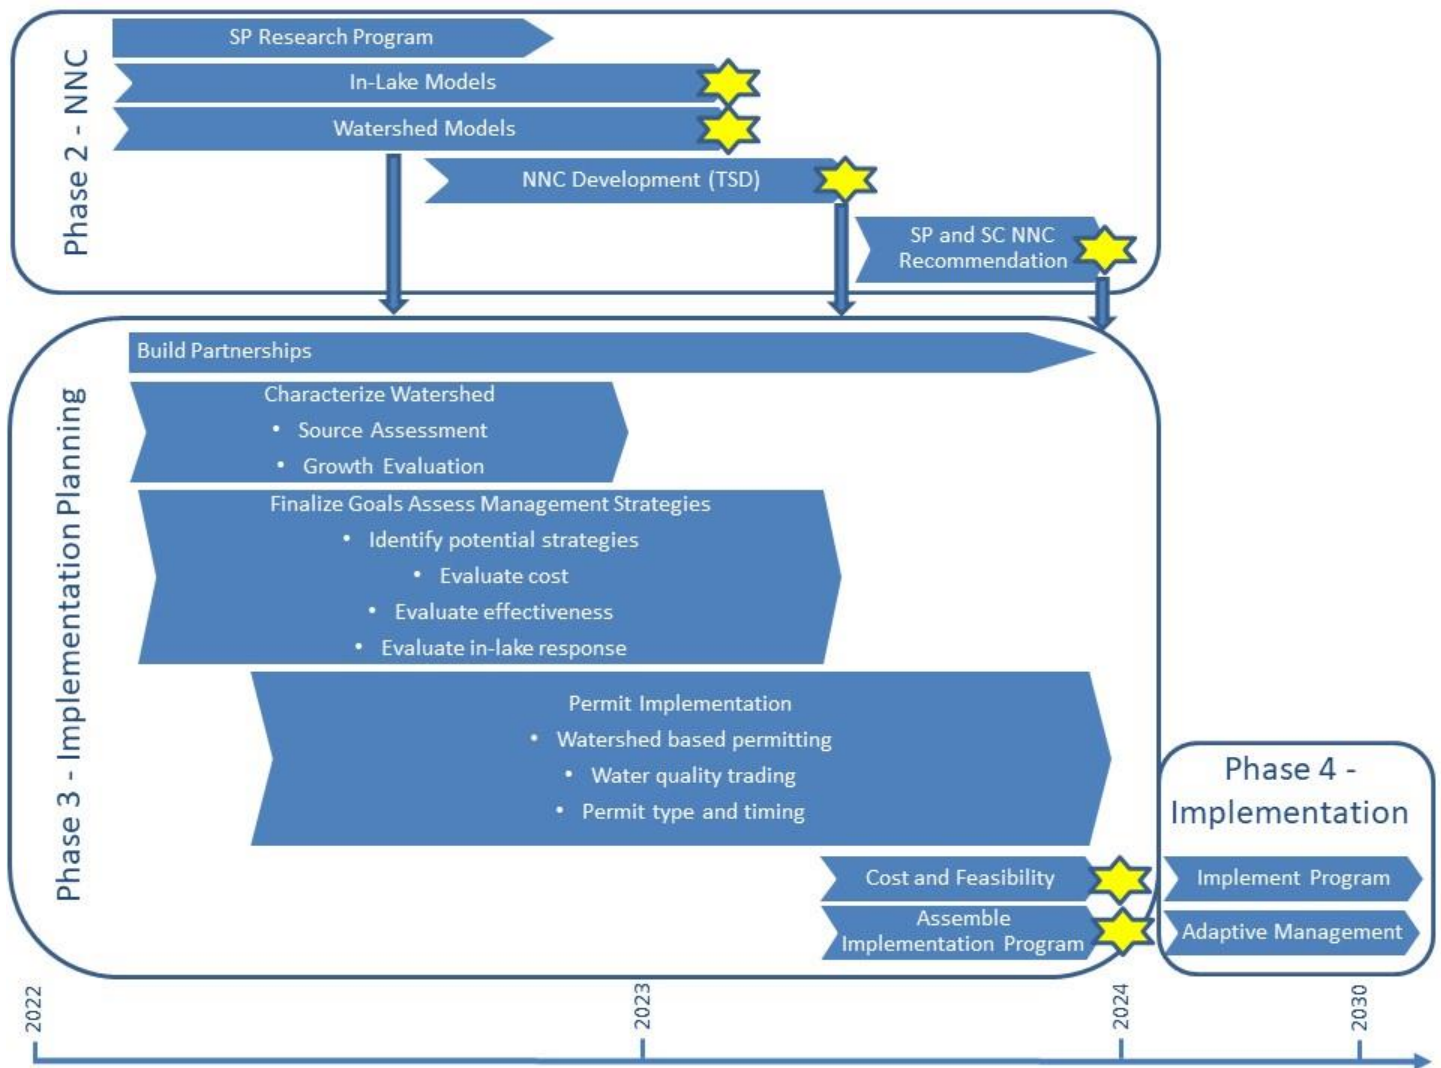 Phase 2 - NNC
SP Research Program
In-Lake Models
Watershed Models
NNC Development (TSD)
SP and SC NNC
Recommendation
Phase 3 - Implementation Planning
Build Partnerships
Characterize Watershed
• Source Assessment
• Growth Evaluation
Finalize Goals Assess Management Strategies
• Identify potential strategies
• Evaluate cost
• Evaluate effectiveness
• Evaluate in-lake response
Permit Implementation
• Watershed based permitting
• Water quality trading
• Permit type and timing
Cost and Feasibility
Assemble
Implementation Program
Phase 4 -
Implementation
Implement Program
Adaptive Management
2022
2023
2024
2030